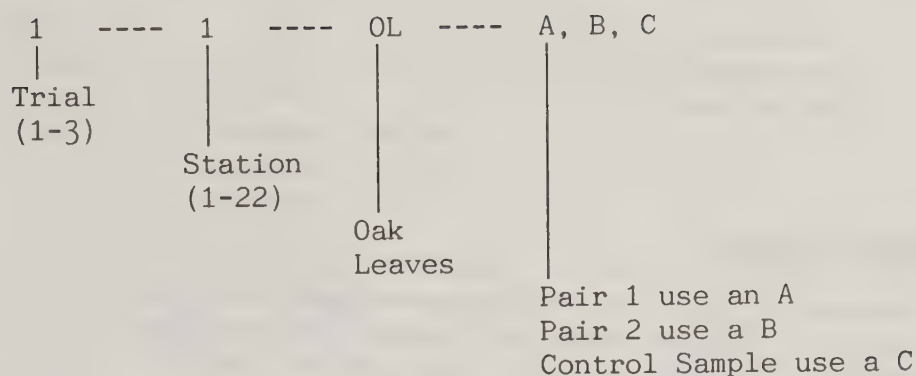 1 ---- 1 ---- OL ---- A, B, C
Trial
(1-3)
Station
(1-22)
Oak
Leaves
Pair 1 use an A
Pair 2 use a B
Control Sample use a C